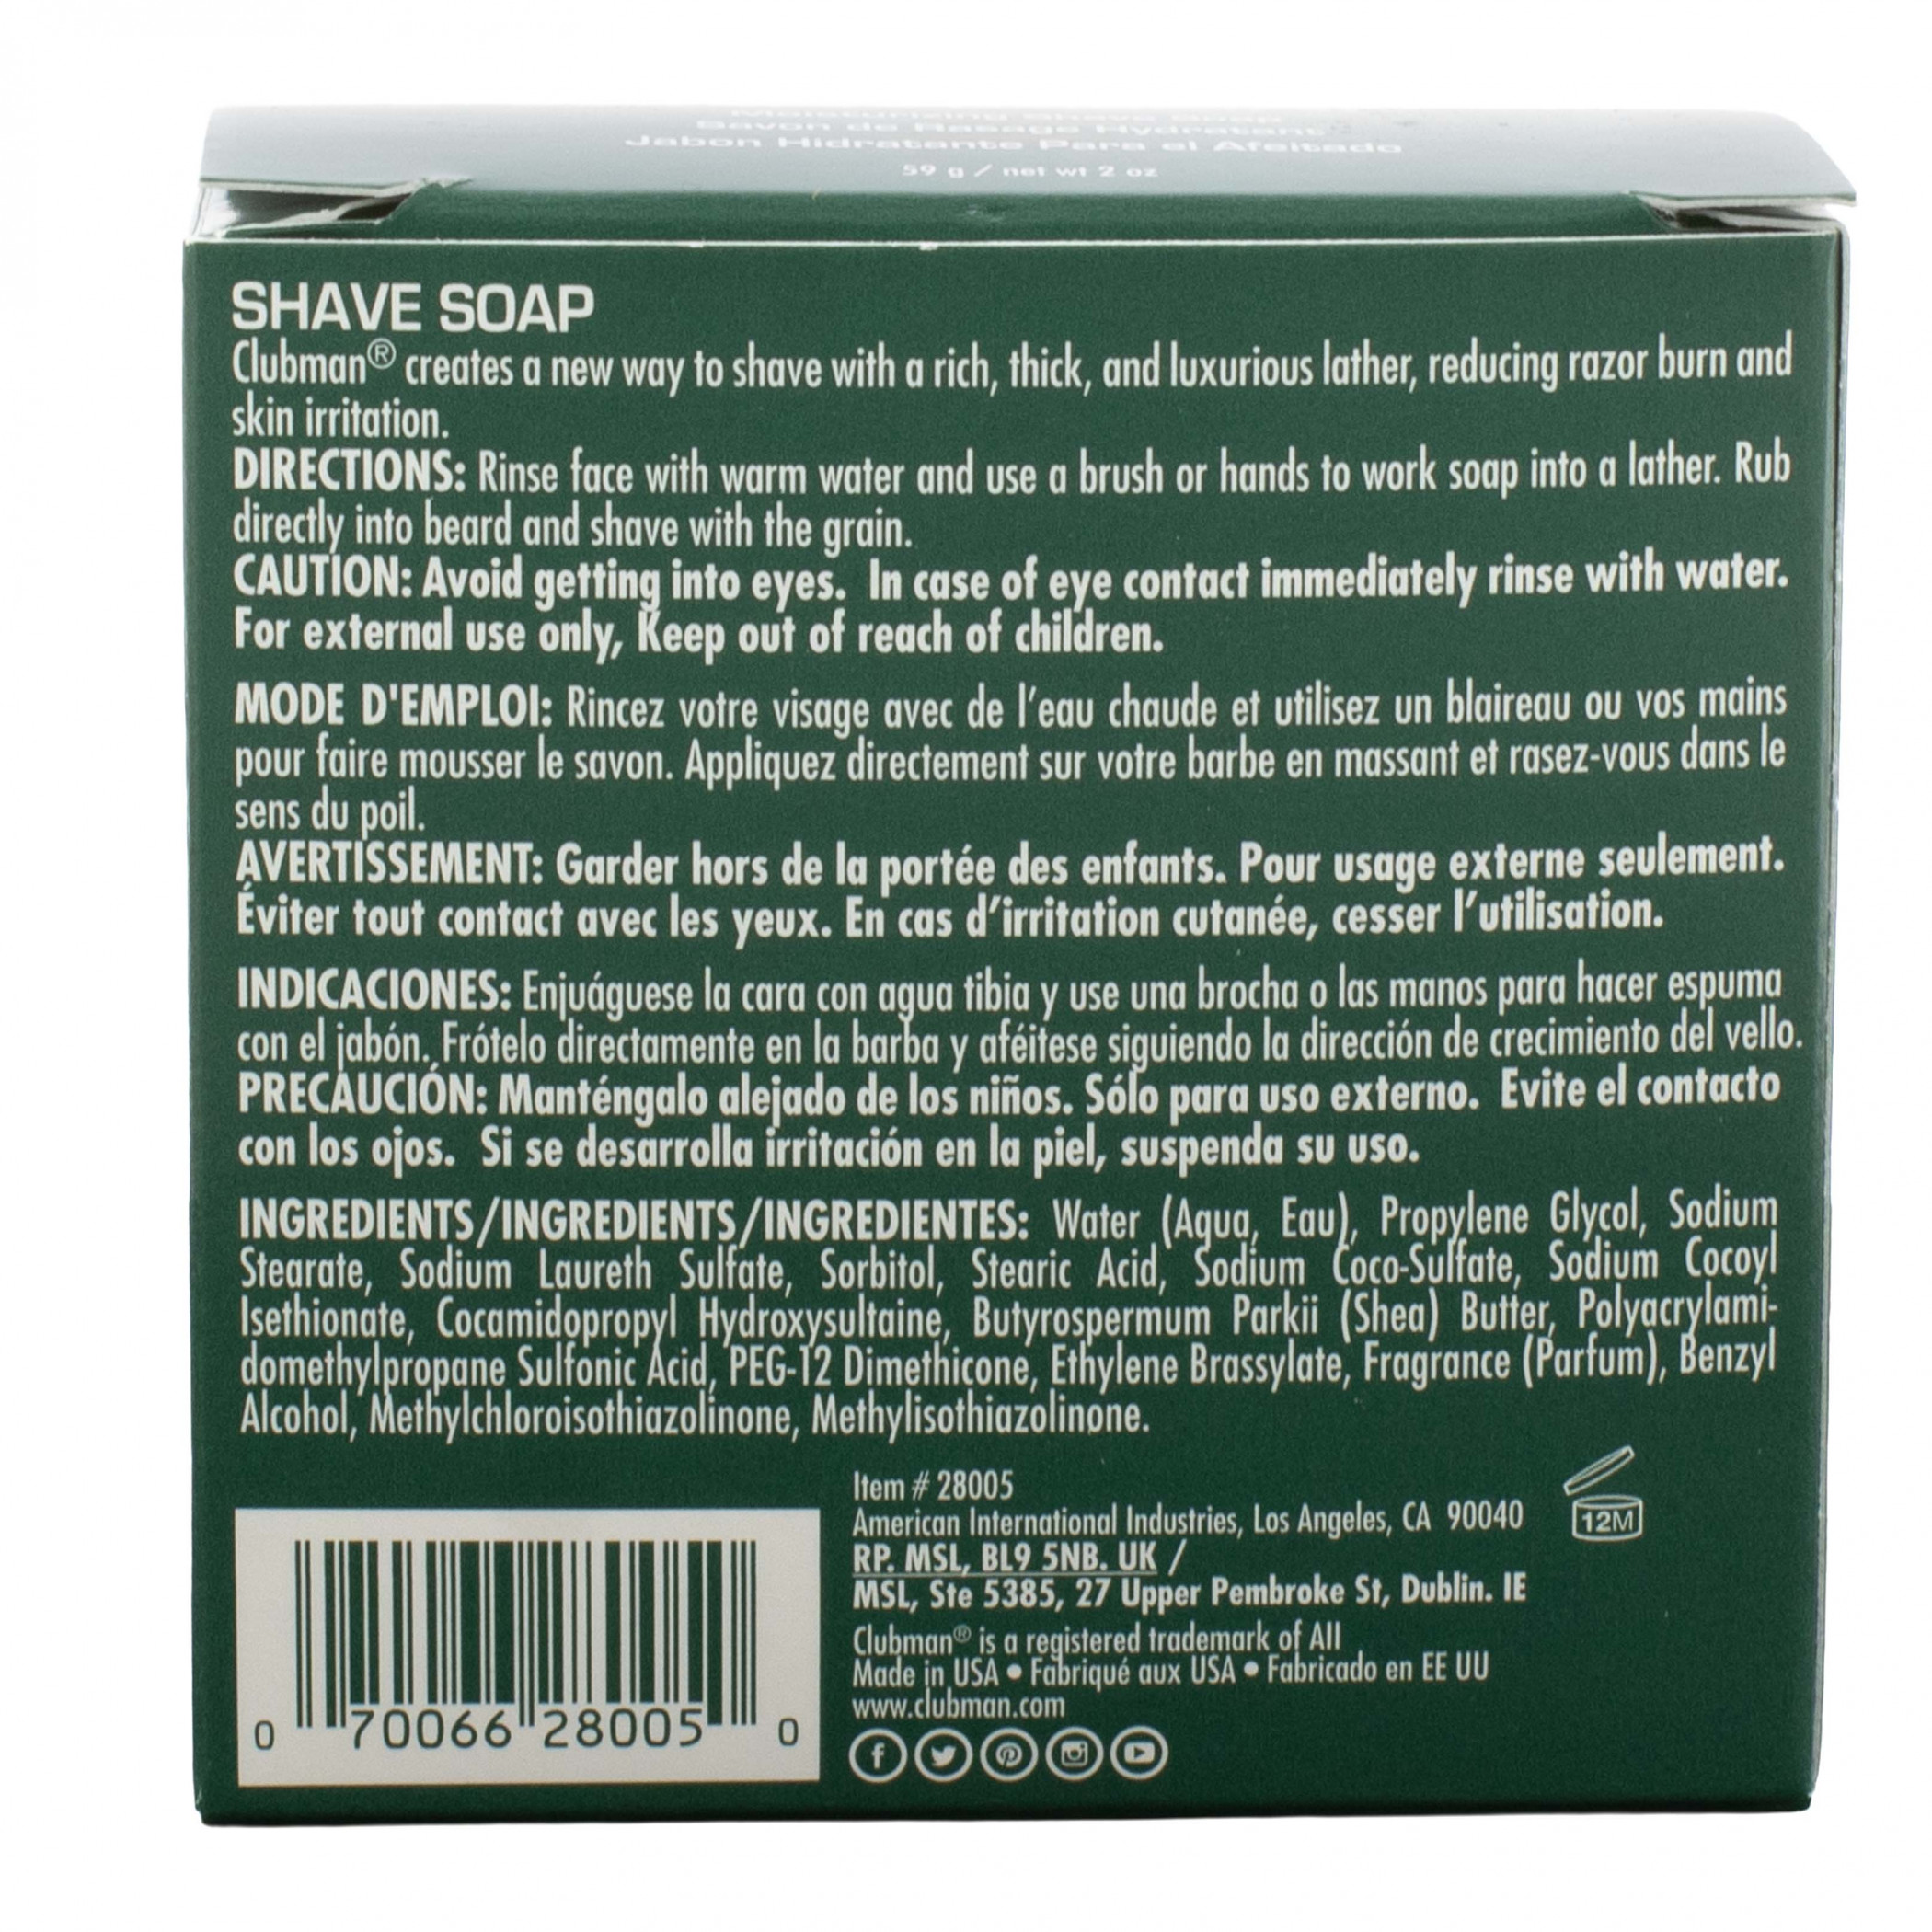 Moisturizing Shave Soap
Savon de Rasage Hydratant
Jabon Hidratante Para el Afeitado
59 g / net wt 2 oz
SHAVE SOAP
Clubman® creates a new way to shave with a rich, thick, and luxurious lather, reducing razor burn and
skin irritation.
DIRECTIONS: Rinse face with warm water and use a brush or hands to work soap into a lather. Rub
directly into beard and shave with the grain.
CAUTION: Avoid getting into eyes. In case of eye contact immediately rinse with water.
For external use only, Keep out of reach of children.
MODE D'EMPLOI: Rincez votre visage avec de l'eau chaude et utilisez un blaireau ou vos mains
pour faire mousser le savon. Appliquez directement sur votre barbe en massant et rasez-vous dans le
sens du poil.
AVERTISSEMENT: Garder hors de la portée des enfants. Pour usage externe seulement.
Éviter tout contact avec les yeux. En cas d'irritation cutanée, cesser l'utilisation.
INDICACIONES: Enjuáguese la cara con agua tibia y use una brocha o las manos para hacer espuma
con el jabón. Frótelo directamente en la barba y aféitese siguiendo la dirección de crecimiento del vello.
PRECAUCIÓN: Manténgalo alejado de los niños. Sólo para uso externo. Evite el contacto
con los ojos. Si se desarrolla irritación en la piel, suspenda su uso.
INGREDIENTS/INGREDIENTS/INGREDIENTES: Water (Aqua, Eau), Propylene Glycol, Sodium
Stearate, Sodium Laureth Sulfate, Sorbitol, Stearic Acid, Sodium Coco-Sulfate, Sodium Cocoyl
Isethionate, Cocamidopropyl Hydroxysultaine, Butyrospermum Parkii (Shea) Butter, Polyacrylami-
domethylpropane Sulfonic Acid, PEG-12 Dimethicone, Ethylene Brassylate, Fragrance (Parfum), Benzyl
Alcohol, Methylchloroisothiazolinone, Methylisothiazolinone.
Item # 28005
American International Industries, Los Angeles, CA 90040
RP. MSL, BL9 5NB. UK /
MSL, Ste 5385, 27 Upper Pembroke St, Dublin. IE
Clubman® is a registered trademark of AII
Made in USA • Fabriqué aux USA • Fabricado en EE UU
www.clubman.com
12M
0 70066 28005 0